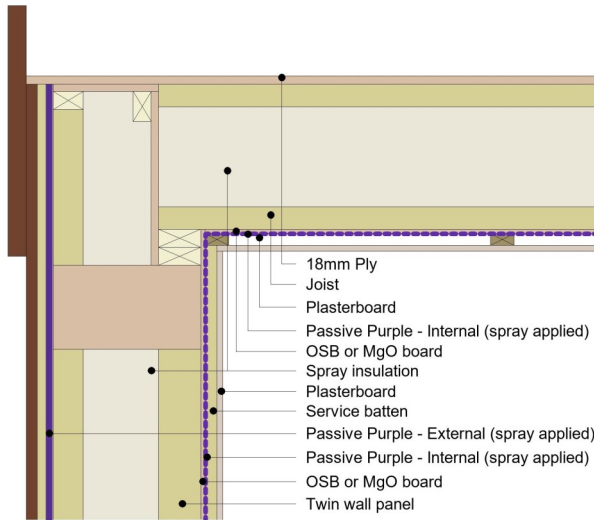 18mm Ply
Joist
Plasterboard
Passive Purple - Internal (spray applied)
OSB or MgO board
Spray insulation
Plasterboard
Service batten
Passive Purple - External (spray applied)
Passive Purple - Internal (spray applied)
OSB or MgO board
Twin wall panel